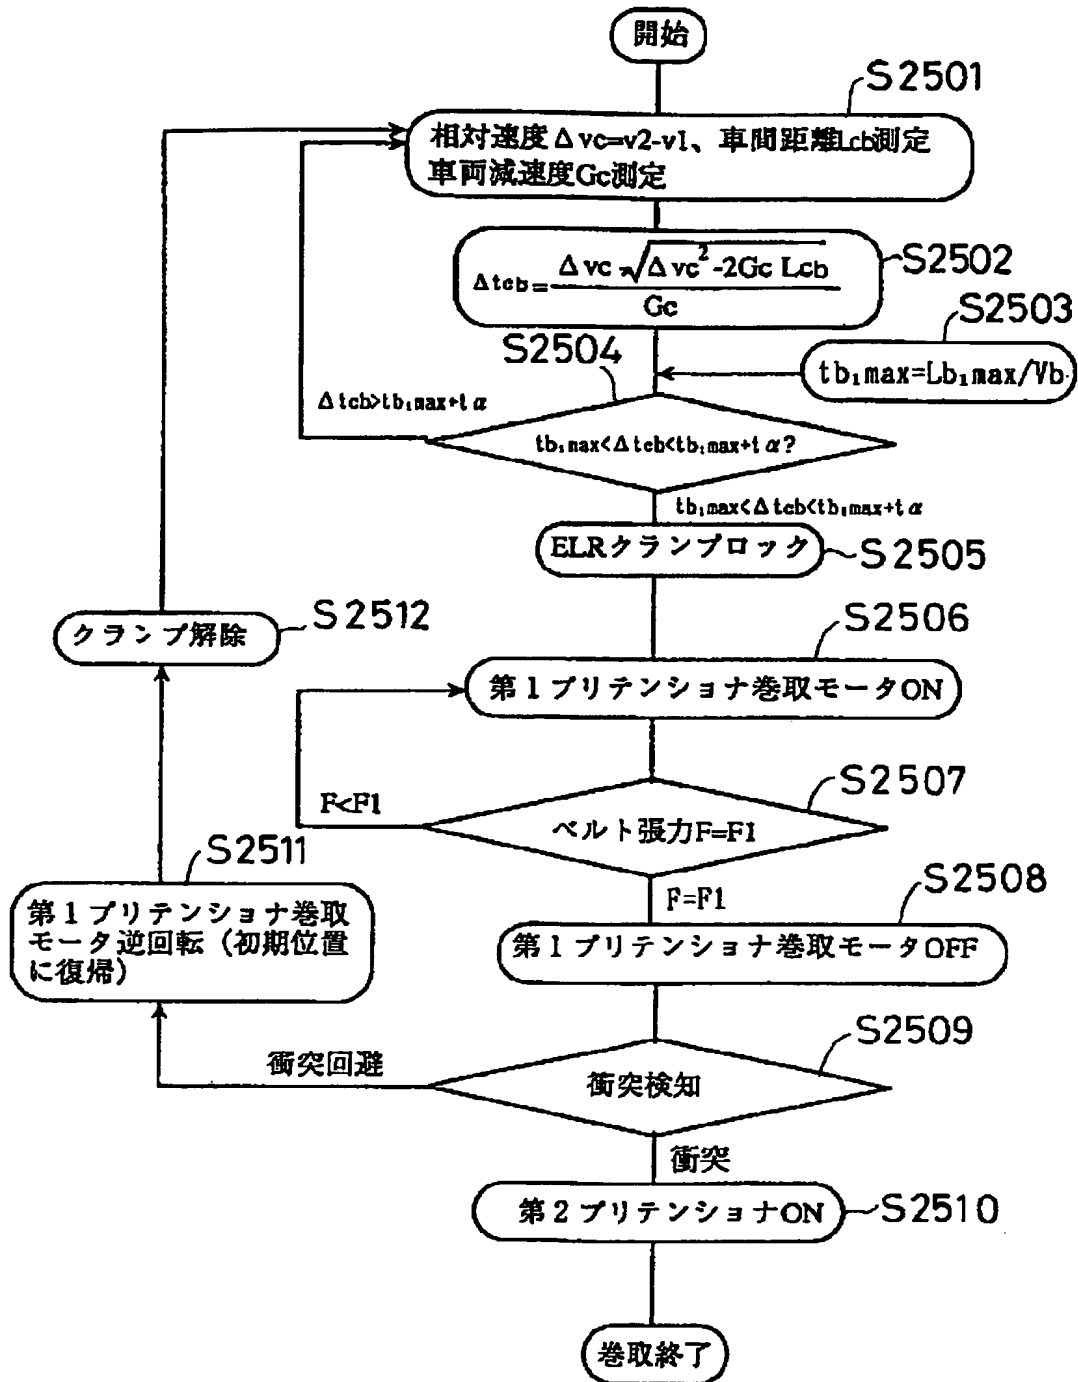 開始
S2501
相対速度Δvc=v2-v1、車間距離Lcb測定
車両減速度Gc測定
S2502
Δtcb=(Δvc-√(Δvc²-2Gc Lcb))/Gc
S2503
tb₁max=Lb₁max/Vb
S2504
Δtcb>tb₁max+tα
tb₁max<Δtcb<tb₁max+tα?
tb₁max<Δtcb<tb₁max+tα
ELRクランプロック
S2505
クランプ解除
S2512
S2506
第1プリテンショナ巻取モータON
S2507
F<F1
ベルト張力F=F1
S2511
第1プリテンショナ巻取
モータ逆回転(初期位置
に復帰)
F=F1
S2508
第1プリテンショナ巻取モータOFF
S2509
衝突回避
衝突検知
衝突
第2プリテンショナON
S2510
巻取終了